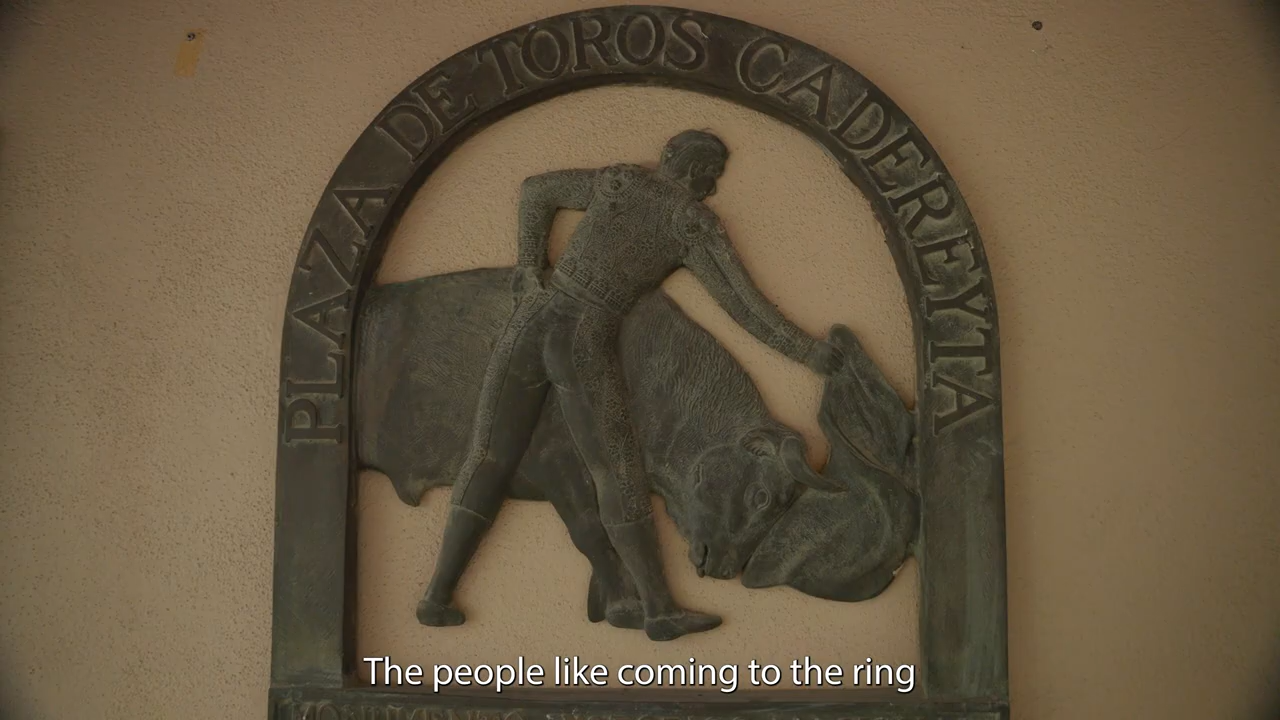 PLAZA DE TOROS CADEREYTA
The people like coming to the ring